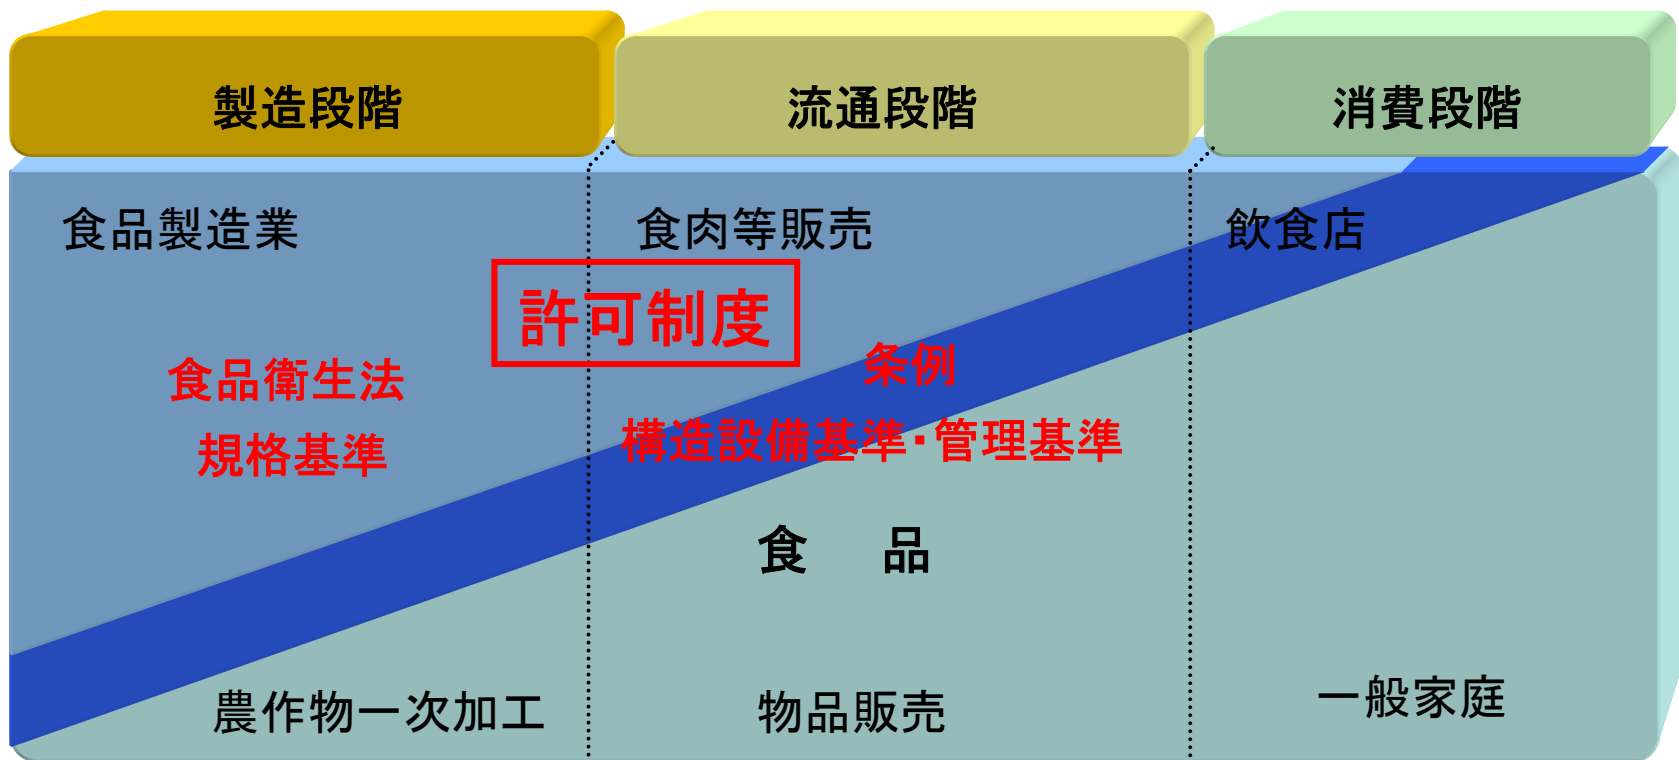 製造段階
流通段階
消費段階
食品製造業
食肉等販売
飲食店
許可制度
食品衛生法
条例
規格基準
構造設備基準・管理基準
食 品
農作物一次加工
物品販売
一般家庭